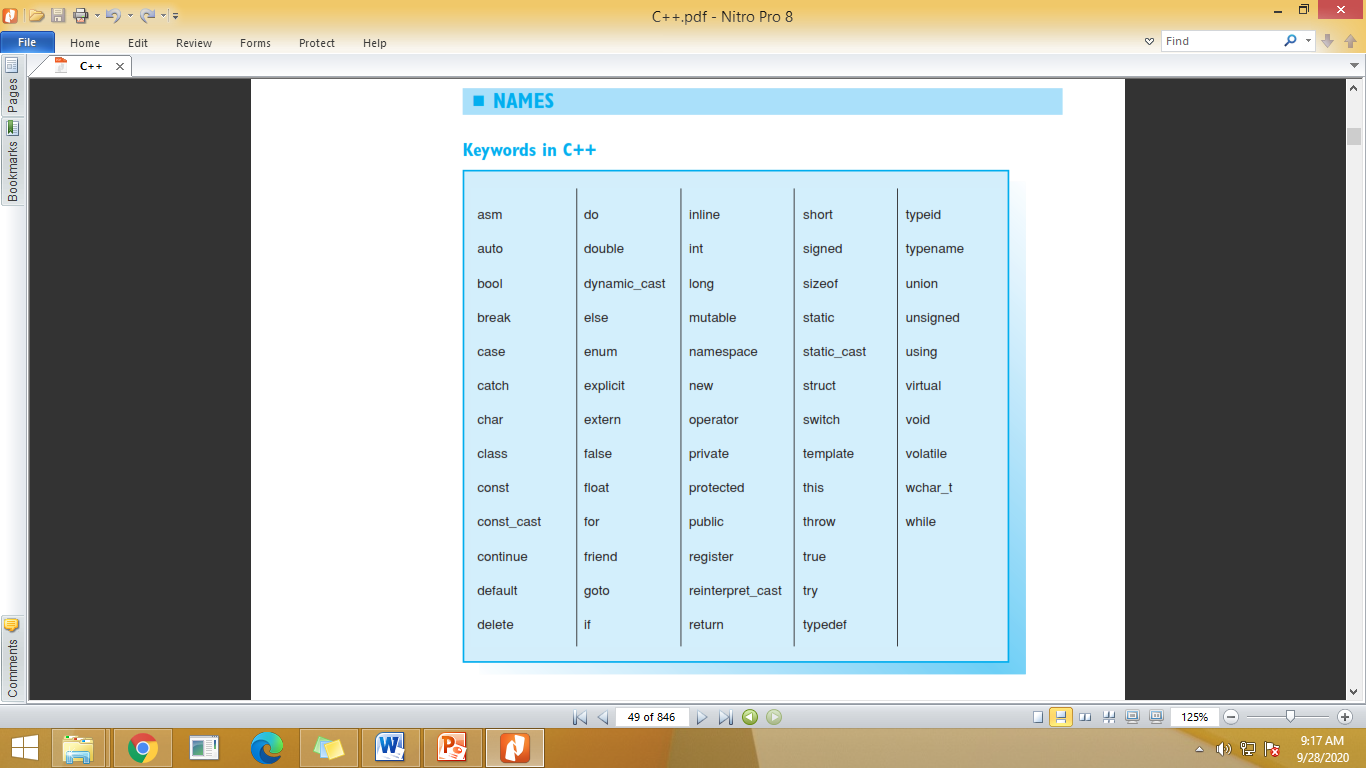 C++.pdf - Nitro Pro 8
File Home Edit Review Forms Protect Help Find
C++
Pages
Bookmarks
Comments
NAMES
Keywords in C++
asm do inline short typeid
auto double int signed typename
bool dynamic_cast long sizeof union
break else mutable static unsigned
case enum namespace static_cast using
catch explicit new struct virtual
char extern operator switch void
class false private template volatile
const float protected this wchar_t
const_cast for public throw while
continue friend register true
default goto reinterpret_cast try
delete if return typedef
49 of 846 125%
9:17 AM
9/28/2020